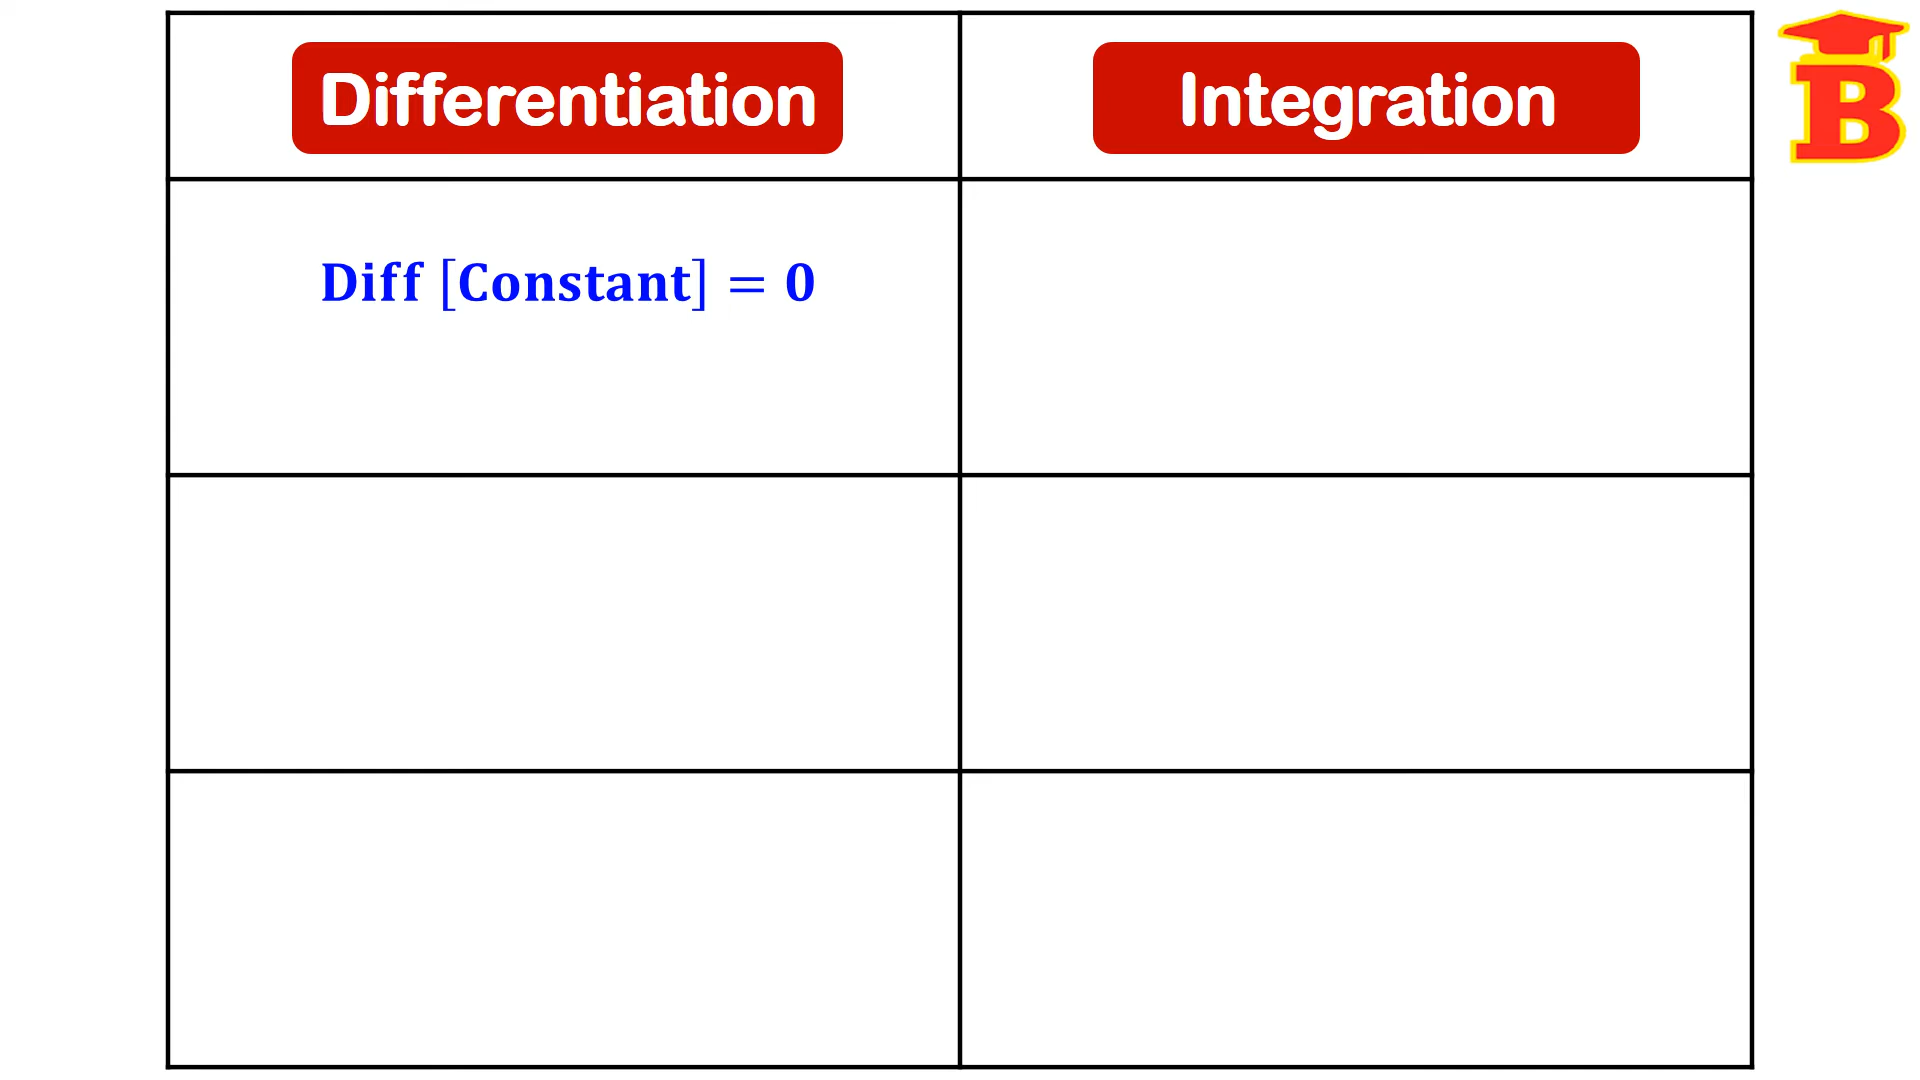 Differentiation
Integration
B
Diff [Constant] = 0